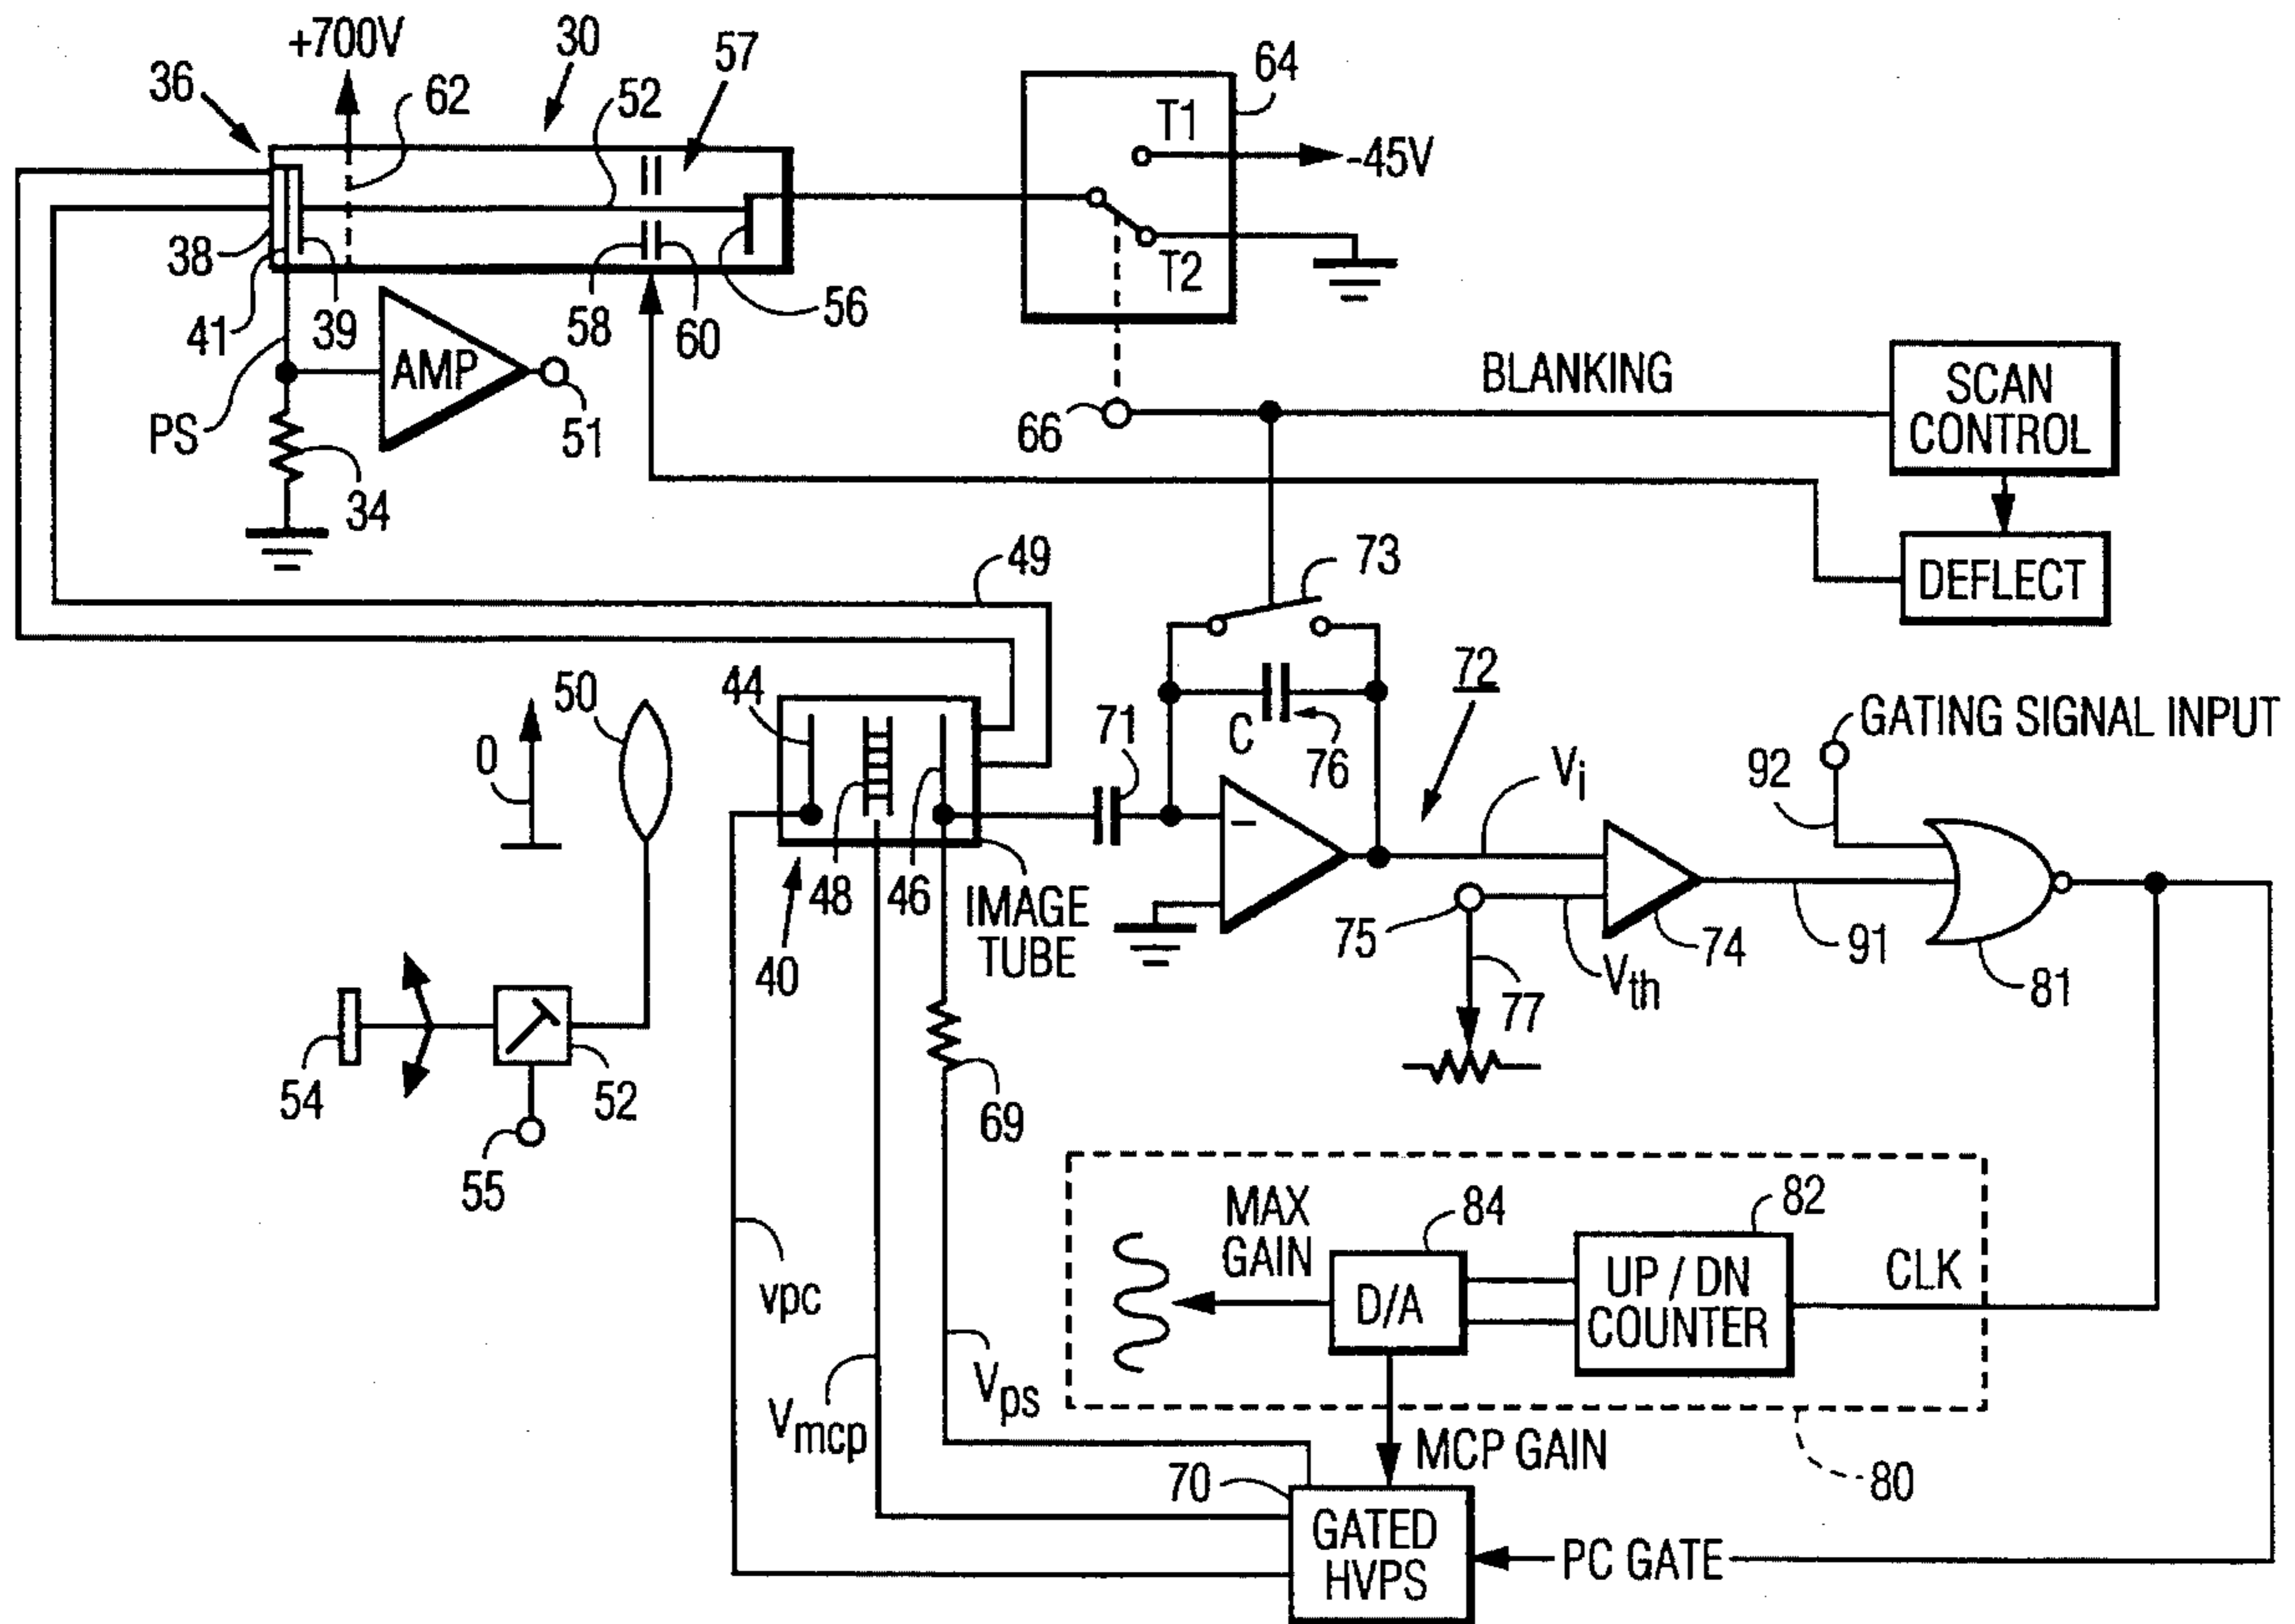 +700V
30
57
64
36
62
52
T1
-45V
38
T2
41
39
58
60
56
AMP
BLANKING
SCAN
CONTROL
PS
51
66
34
49
73
DEFLECT
44
72
50
71
GATING SIGNAL INPUT
0
C
76
Vi
92
48
46
IMAGE
TUBE
75
74
91
40
Vth
81
77
54
52
69
55
MAX
GAIN
84
82
UP / DN
COUNTER
CLK
D/A
vpc
Vps
Vmcp
MCP GAIN
80
70
GATED
HVPS
PC GATE